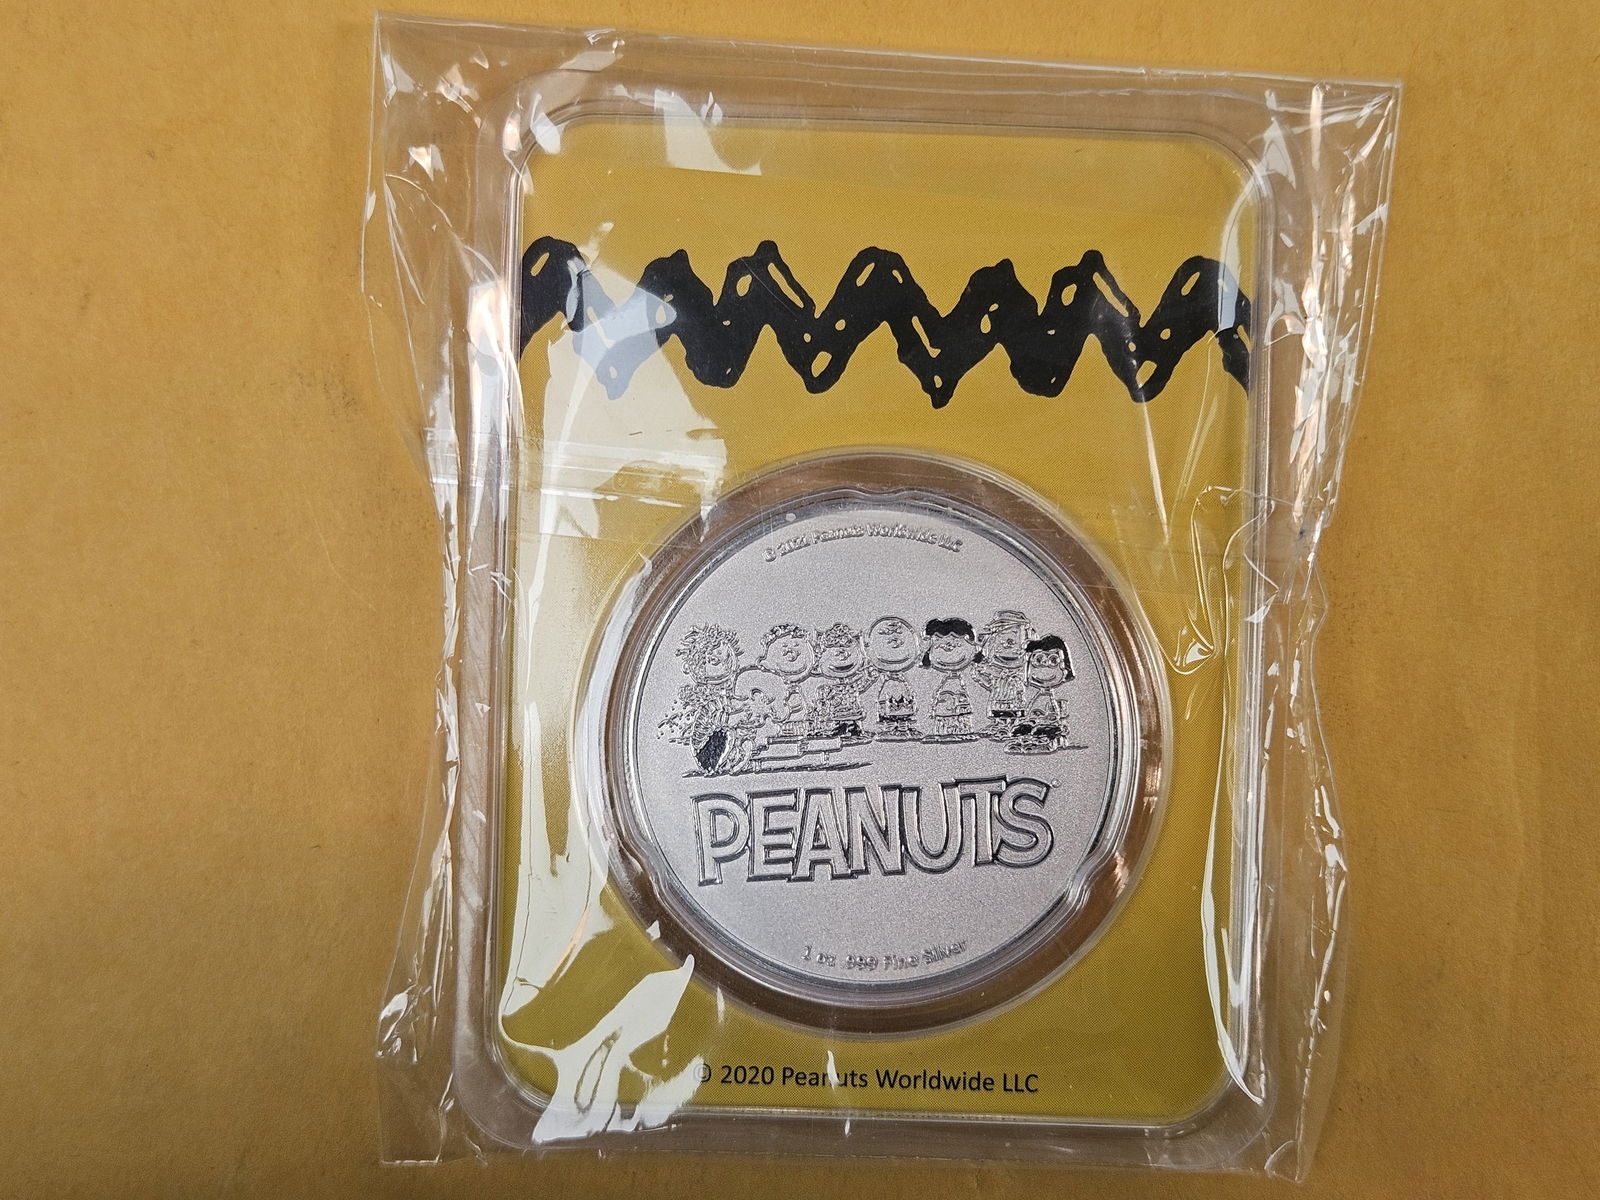 © 2021 Peanuts Worldwide LLC
PEANUTS
1 oz .999 Fine Silver
© 2020 Peanuts Worldwide LLC